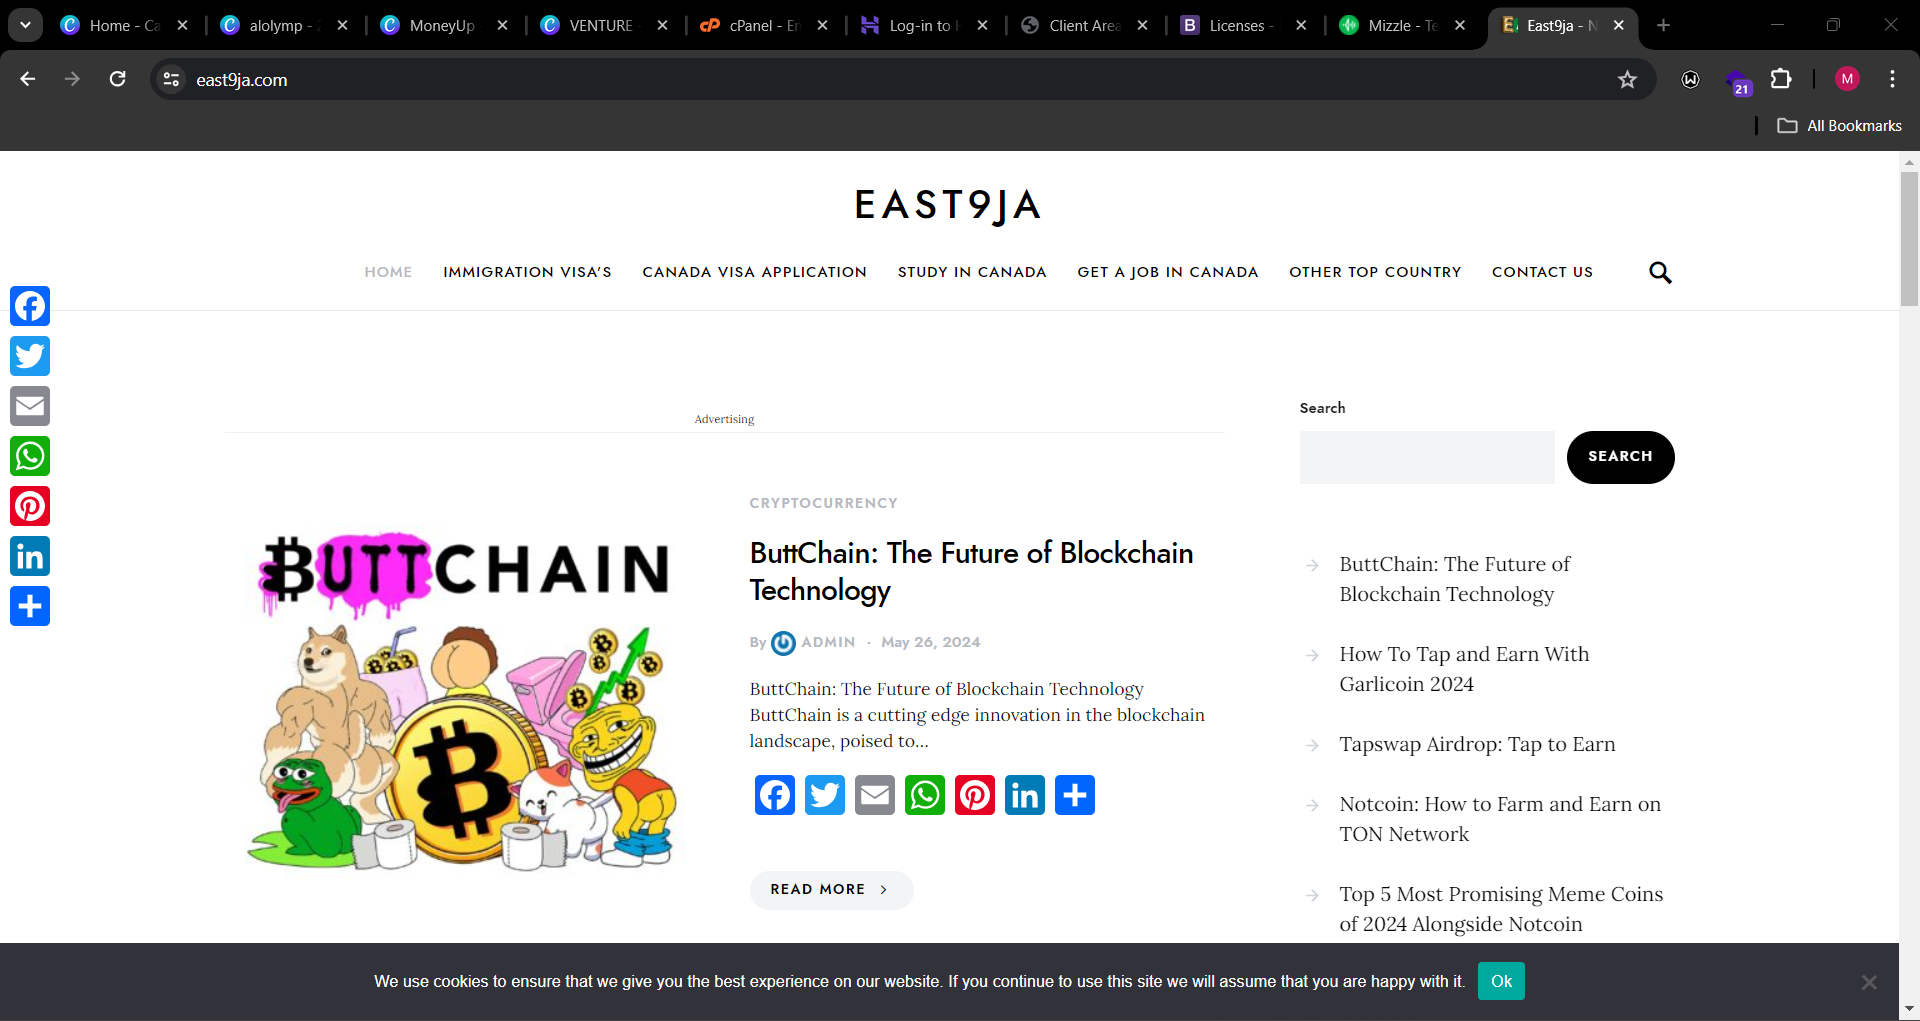 Home - Ca
alolymp - 2
MoneyUp
VENTURE -
cPanel - En
Log-in to H
Client Area
Licenses -
Mizzle - Te
East9ja - N
east9ja.com
21
M
All Bookmarks
EAST9JA
HOME IMMIGRATION VISA'S CANADA VISA APPLICATION STUDY IN CANADA GET A JOB IN CANADA OTHER TOP COUNTRY CONTACT US
Advertising
CRYPTOCURRENCY
BUTTCHAIN
ButtChain: The Future of Blockchain
Technology
By ADMIN · May 26, 2024
ButtChain: The Future of Blockchain Technology
ButtChain is a cutting edge innovation in the blockchain
landscape, poised to...
READ MORE
Search
SEARCH
ButtChain: The Future of
Blockchain Technology
How To Tap and Earn With
Garlicoin 2024
Tapswap Airdrop: Tap to Earn
Notcoin: How to Farm and Earn on
TON Network
Top 5 Most Promising Meme Coins
of 2024 Alongside Notcoin
We use cookies to ensure that we give you the best experience on our website. If you continue to use this site we will assume that you are happy with it. Ok